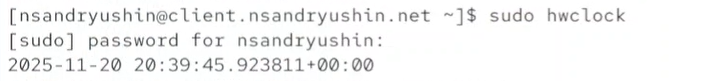 [nsandryushin@client.nsandryushin.net ~]$ sudo hwclock
[sudo] password for nsandryushin:
2025-11-20 20:39:45.923811+00:00